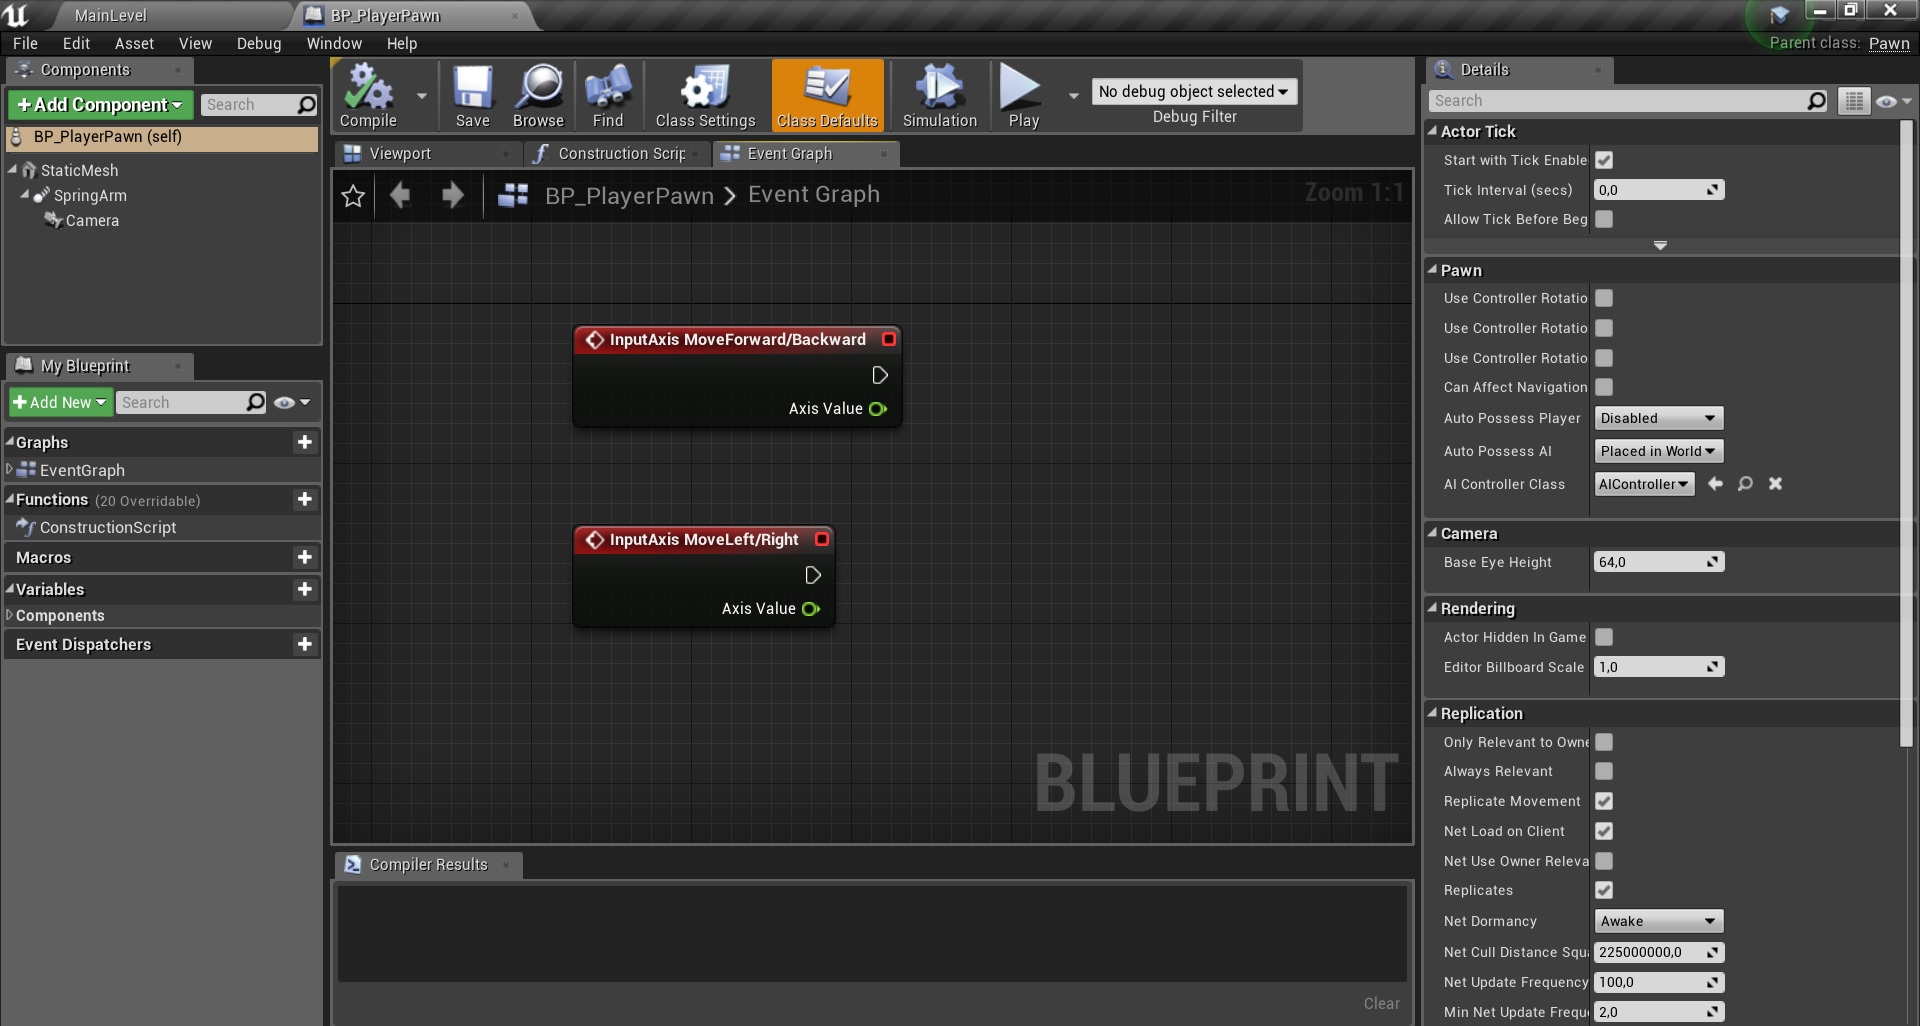 MainLevel
BP_PlayerPawn
File Edit Asset View Debug Window Help
Parent class: Pawn
Components
+Add Component
Search
BP_PlayerPawn (self)
StaticMesh
SpringArm
Camera
My Blueprint
+Add New
Search
Graphs
EventGraph
Functions (20 Overridable)
ConstructionScript
Macros
Variables
Components
Event Dispatchers
Compile
Save
Browse
Find
Class Settings
Class Defaults
Simulation
Play
No debug object selected
Debug Filter
Viewport
Construction Scrip
Event Graph
BP_PlayerPawn > Event Graph
Zoom 1:1
InputAxis MoveForward/Backward
Axis Value
InputAxis MoveLeft/Right
Axis Value
BLUEPRINT
Compiler Results
Clear
Details
Search
Actor Tick
Start with Tick Enable
Tick Interval (secs) 0,0
Allow Tick Before Beg
Pawn
Use Controller Rotatio
Use Controller Rotatio
Use Controller Rotatio
Can Affect Navigation
Auto Possess Player Disabled
Auto Possess AI Placed in World
AI Controller Class AIController
Camera
Base Eye Height 64,0
Rendering
Actor Hidden In Game
Editor Billboard Scale 1,0
Replication
Only Relevant to Owne
Always Relevant
Replicate Movement
Net Load on Client
Net Use Owner Releva
Replicates
Net Dormancy Awake
Net Cull Distance Squa 225000000,0
Net Update Frequency 100,0
Min Net Update Frequ 2,0